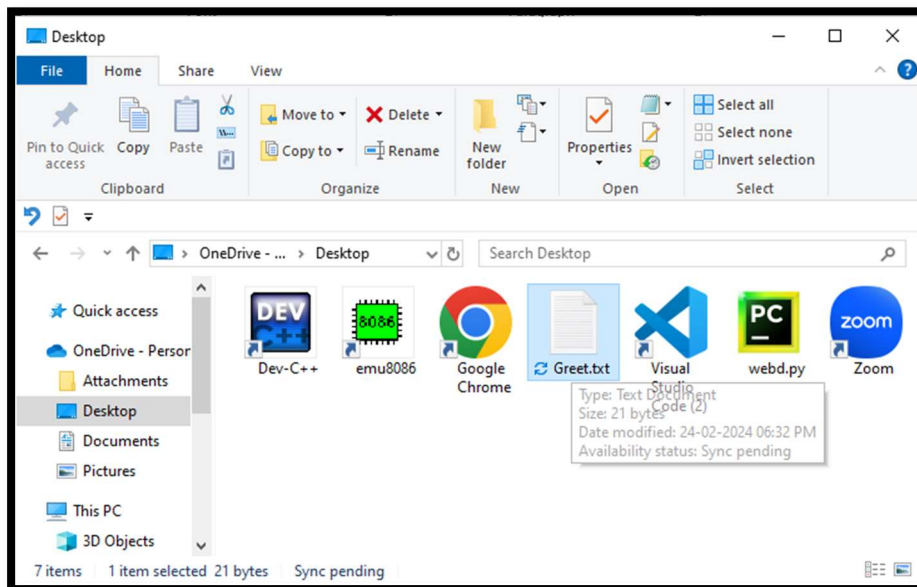 Desktop
File Home Share View
Pin to Quick access
Copy
Paste
Clipboard
Move to
Copy to
Delete
Rename
Organize
New folder
New
Properties
Open
Select all
Select none
Invert selection
Select
OneDrive - ... > Desktop
Search Desktop
Quick access
OneDrive - Person
Attachments
Desktop
Documents
Pictures
This PC
3D Objects
DEV C++
Dev-C++
8086
emu8086
Google
Chrome
Greet.txt
Visual
Studio
Code (2)
PC
webd.py
zoom
Zoom
Type: Text Document
Size: 21 bytes
Date modified: 24-02-2024 06:32 PM
Availability status: Sync pending
7 items 1 item selected 21 bytes Sync pending